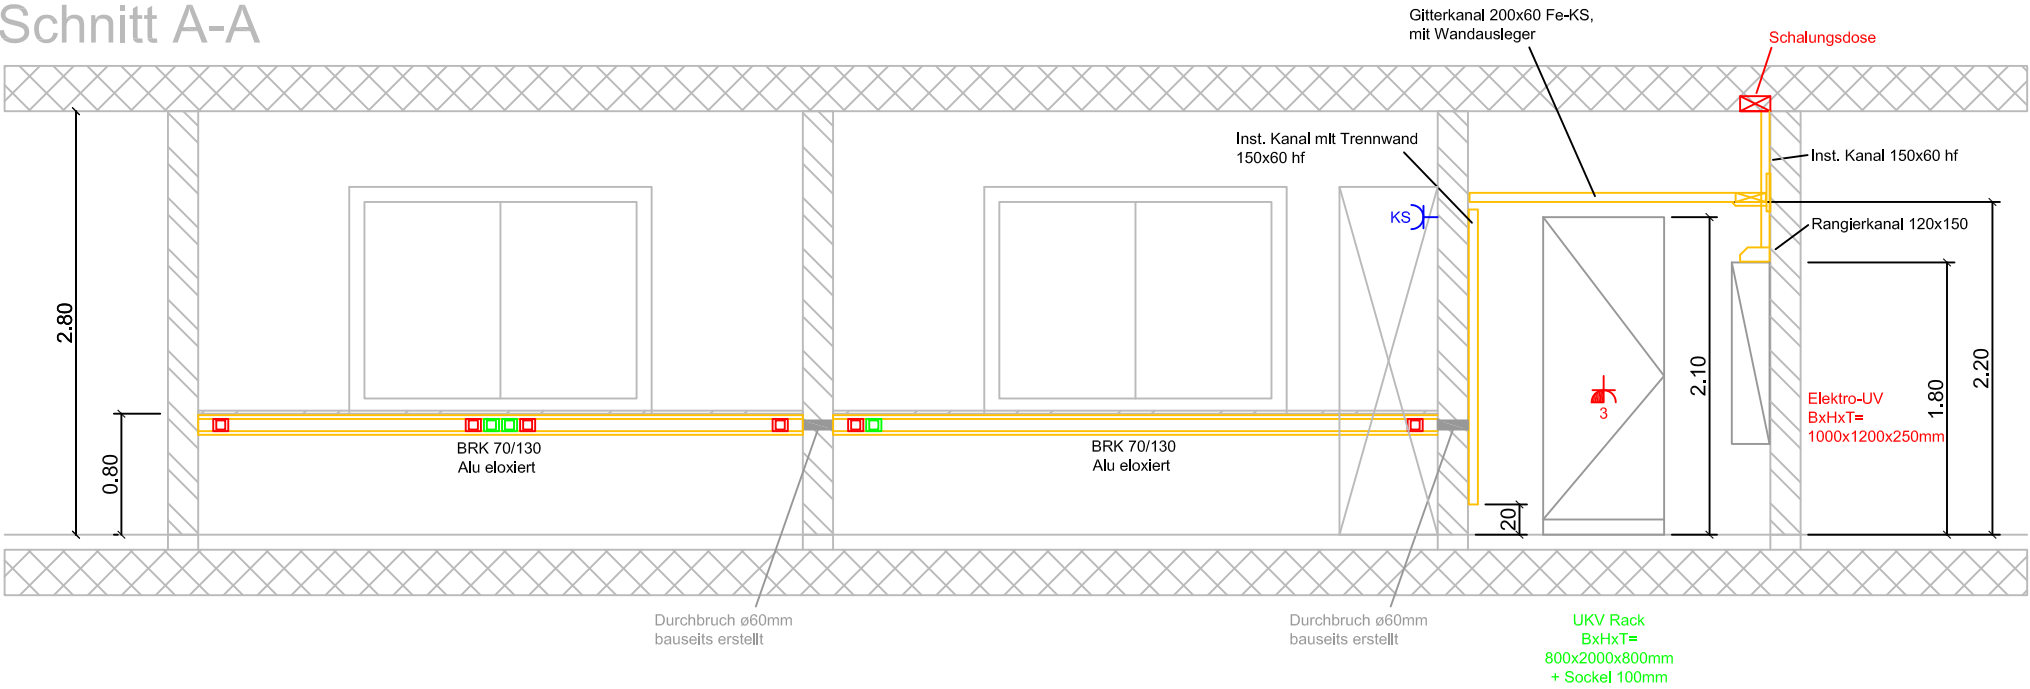 Schnitt A-A
Gitterkanal 200x60 Fe-KS,
mit Wandausleger
Schalungsdose
Inst. Kanal mIt Trennwand
150x60 hf
Inst. Kanal 150x60 hf
KS
Rangierkanal 120x150
2.80
0.80
BRK 70/130
Alu eloxiert
BRK 70/130
Alu eloxiert
20
3
2.10
Elektro-UV
BxHxT=
1000x1200x250mm
1.80
2.20
Durchbruch ø60mm
bauseits erstellt
Durchbruch ø60mm
bauseits erstellt
UKV Rack
BxHxT=
800x2000x800mm
+ Sockel 100mm